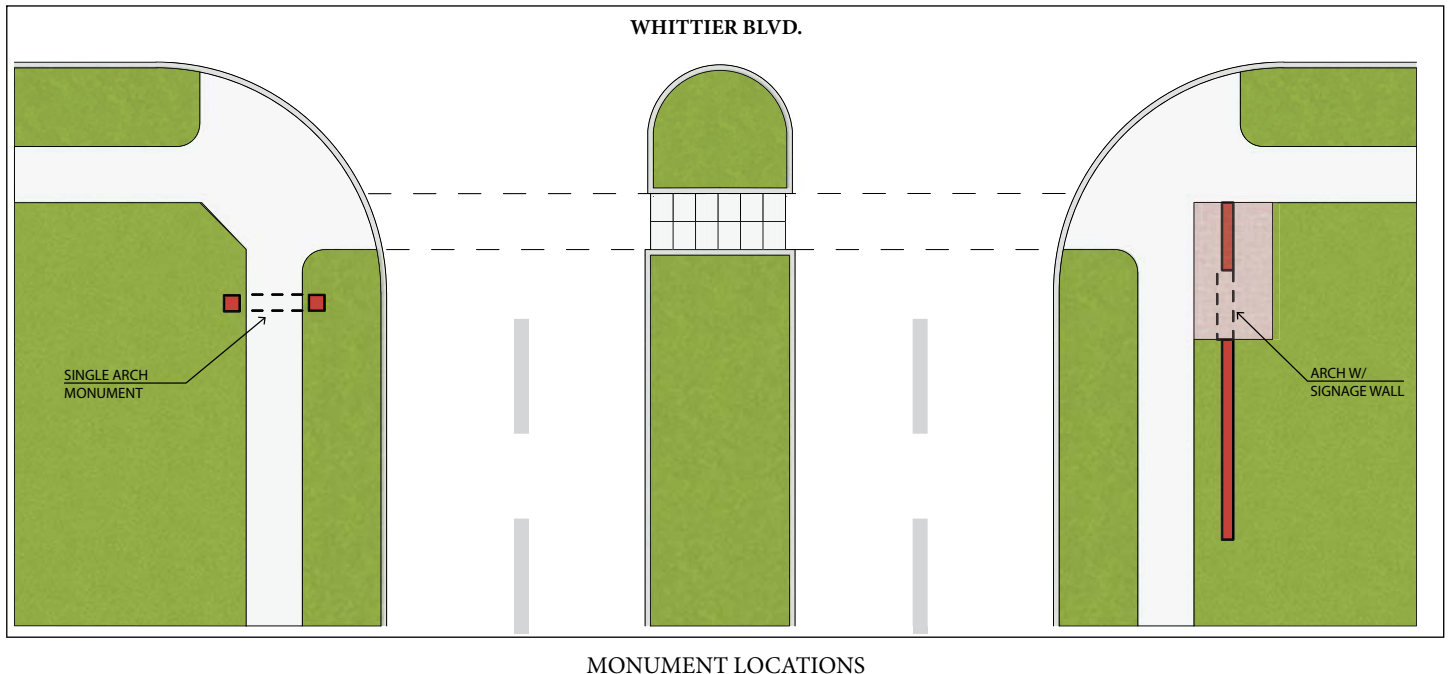 WHITTIER BLVD.
SINGLE ARCH
MONUMENT
ARCH W/
SIGNAGE WALL
MONUMENT LOCATIONS